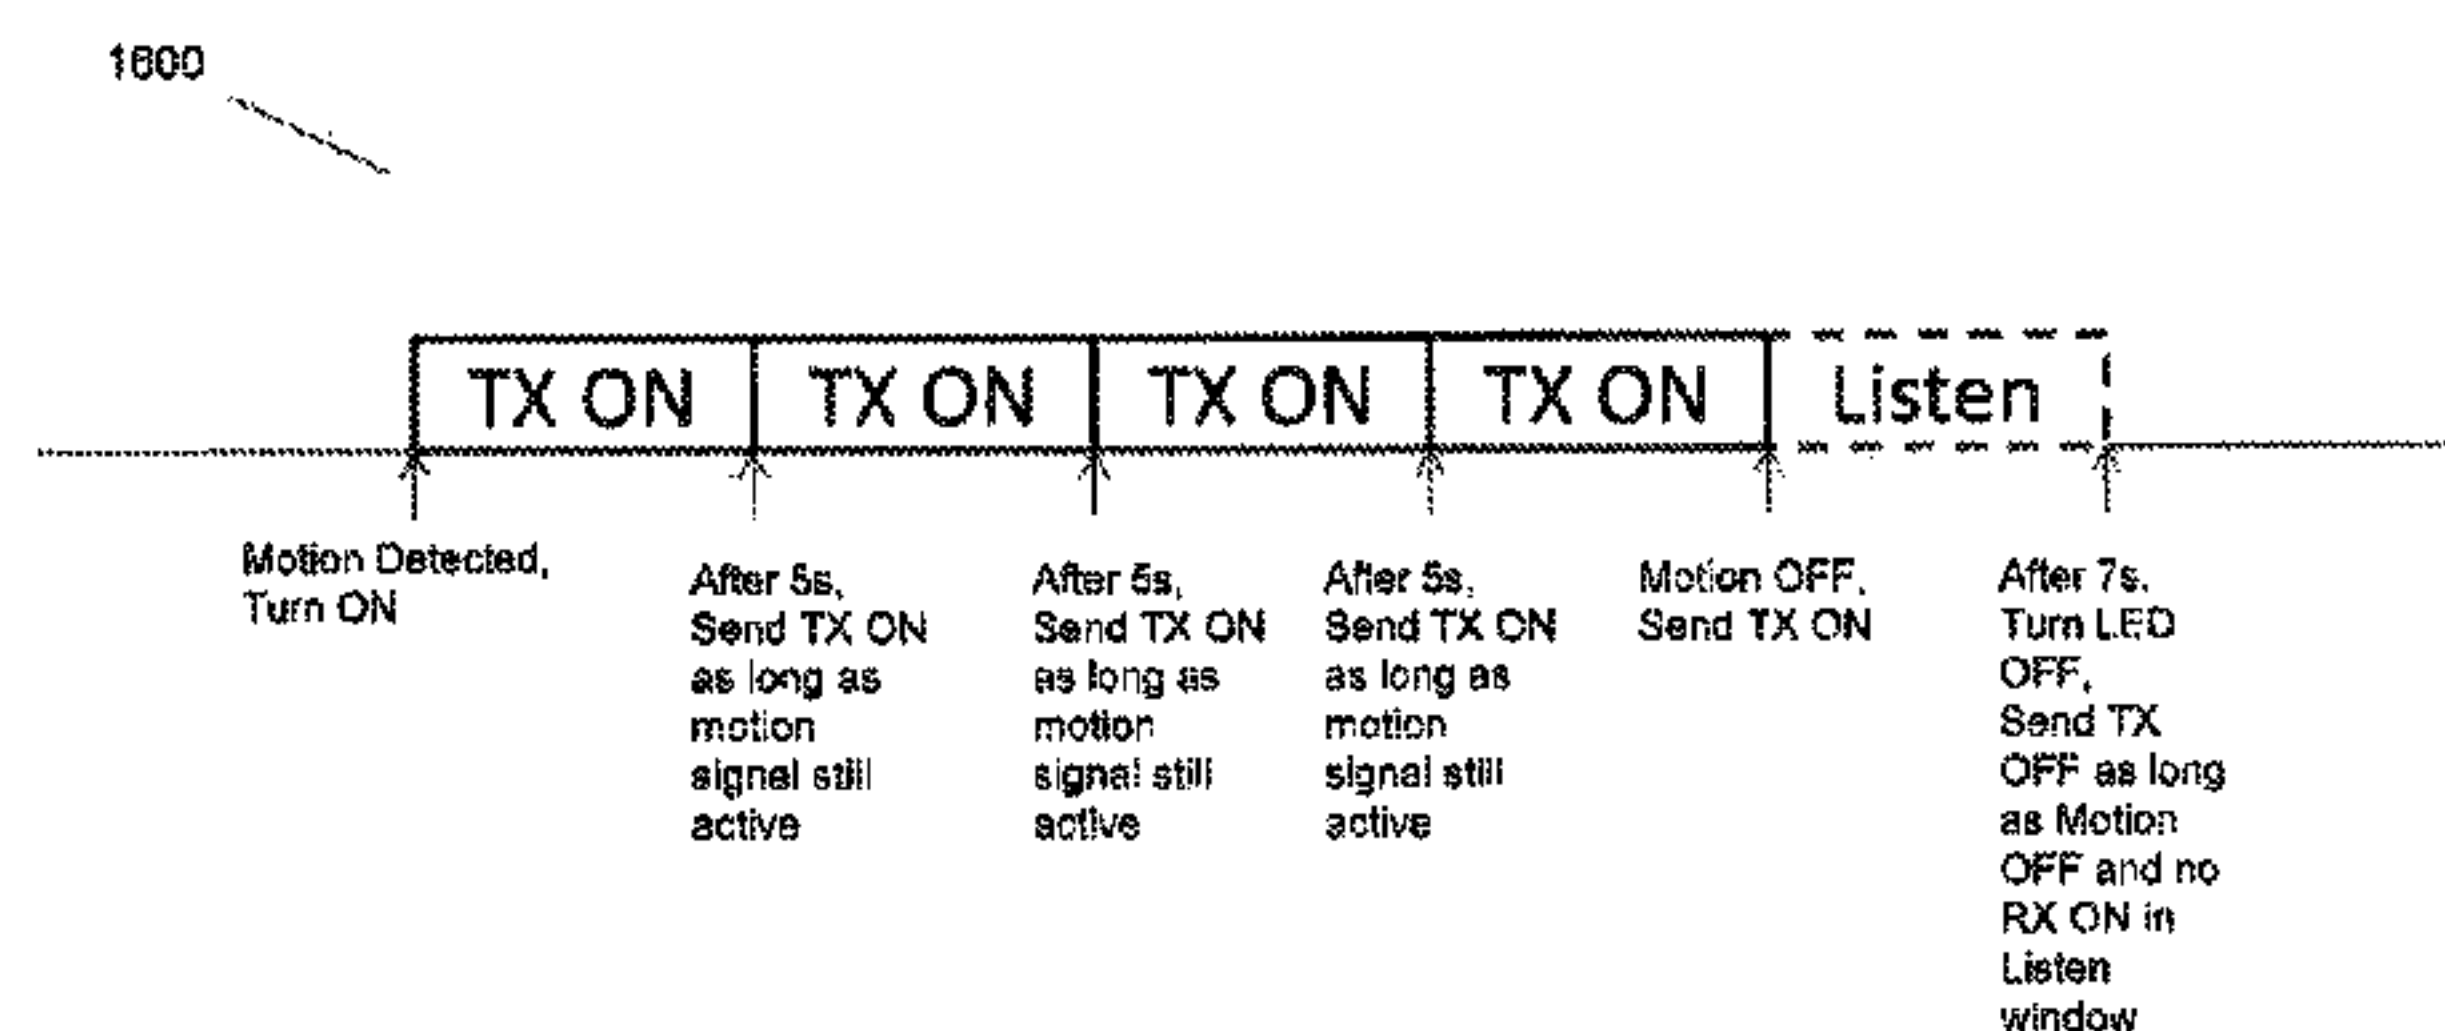 1600
TX ON TX ON TX ON TX ON Listen
Motion Detected,
Turn ON
After 5s,
Send TX ON
as long as
motion
signal still
active
After 5s,
Send TX ON
as long as
motion
signal still
active
After 5s,
Send TX ON
as long as
motion
signal still
active
Motion OFF,
Send TX ON
After 7s.
Turn LED
OFF,
Send TX
OFF as long
as Motion
OFF and no
RX ON in
Listen
window